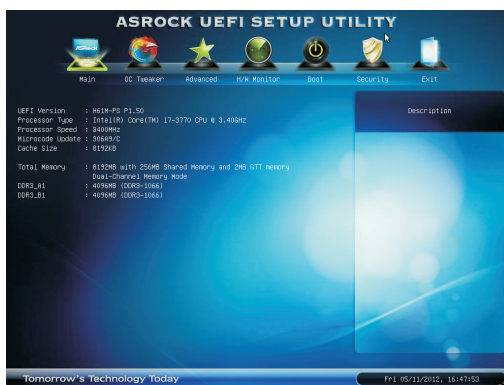 ASROCK UEFI SETUP UTILITY
ASRock
Main OC Tweaker Advanced H/W Monitor Boot Security Exit
UEFI Version : H61M-PS P1.50
Processor Type : Intel(R) Core(TM) i7-3770 CPU @ 3.40GHz
Processor Speed : 3400MHz
Microcode Update : 306A9/C
Cache Size : 8192KB
Total Memory : 8192MB with 256MB Shared Memory and 2MB GTT memory
Dual-Channel Memory Mode
DDR3_A1 : 4096MB (DDR3-1066)
DDR3_B1 : 4096MB (DDR3-1066)
Description
Tomorrow's Technology Today
Fri 05/11/2012, 16:47:53